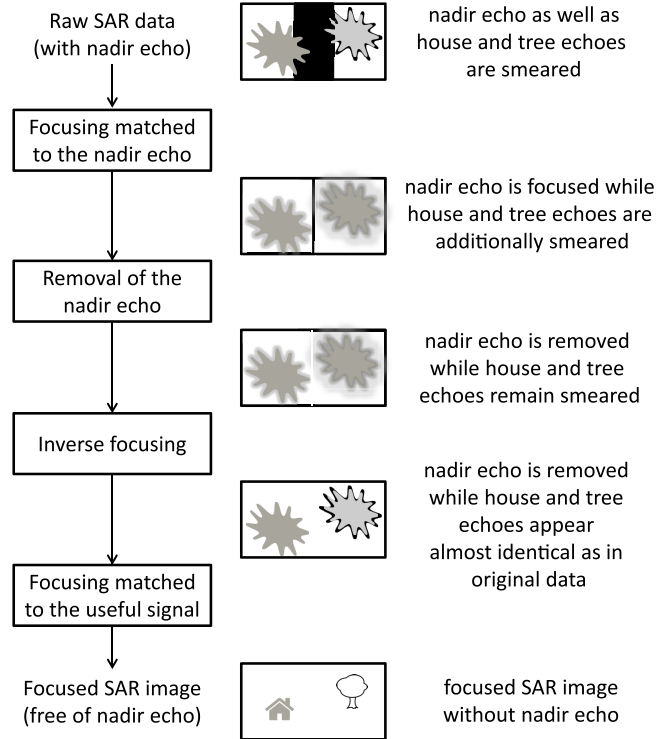 Raw SAR data
(with nadir echo)
nadir echo as well as
house and tree echoes
are smeared
Focusing matched
to the nadir echo
nadir echo is focused while
house and tree echoes are
additionally smeared
Removal of the
nadir echo
nadir echo is removed
while house and tree
echoes remain smeared
Inverse focusing
nadir echo is removed
while house and tree
echoes appear
almost identical as in
original data
Focusing matched
to the useful signal
Focused SAR image
(free of nadir echo)
focused SAR image
without nadir echo